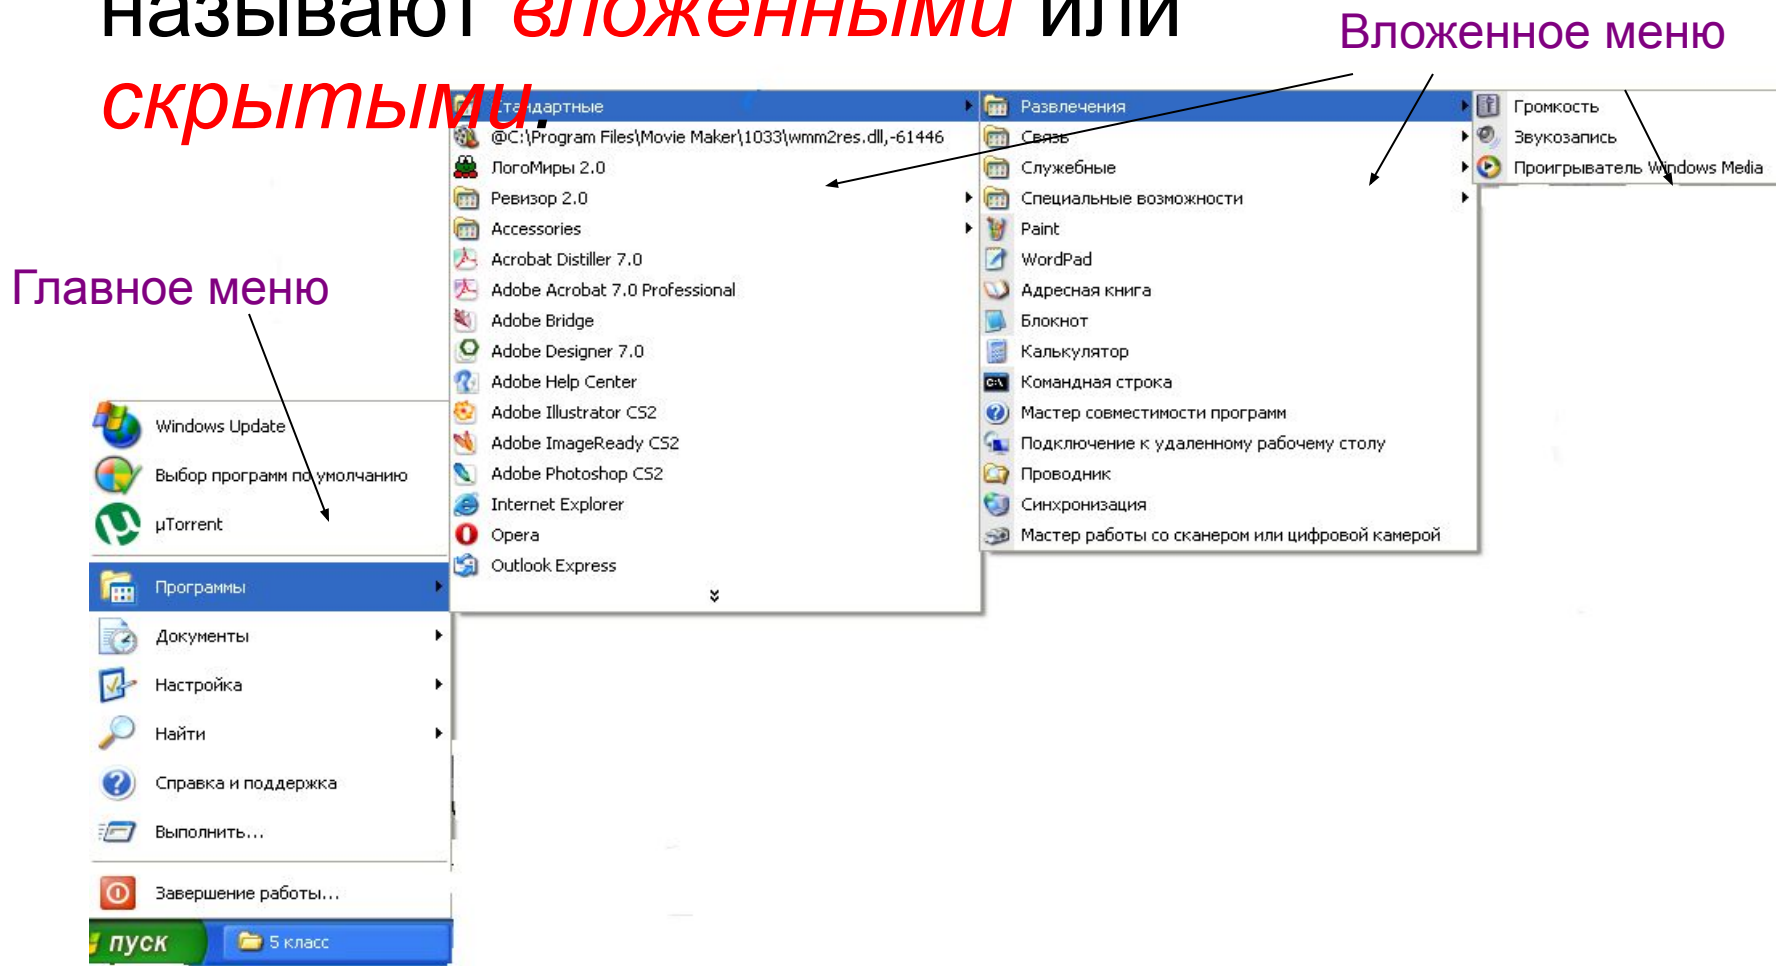 называют вложенными или
скрытыми.
Вложенное меню
Главное меню
Windows Update
Выбор программ по умолчанию
µTorrent
Программы
Документы
Настройка
Найти
Справка и поддержка
Выполнить...
Завершение работы...
пуск
5 класс
Стандартные
@C:\Program Files\Movie Maker\1033\wmm2res.dll,-61446
ЛогоМиры 2.0
Ревизор 2.0
Accessories
Acrobat Distiller 7.0
Adobe Acrobat 7.0 Professional
Adobe Bridge
Adobe Designer 7.0
Adobe Help Center
Adobe Illustrator CS2
Adobe ImageReady CS2
Adobe Photoshop CS2
Internet Explorer
Opera
Outlook Express
Развлечения
Связь
Служебные
Специальные возможности
Paint
WordPad
Адресная книга
Блокнот
Калькулятор
Командная строка
Мастер совместимости программ
Подключение к удаленному рабочему столу
Проводник
Синхронизация
Мастер работы со сканером или цифровой камерой
Громкость
Звукозапись
Проигрыватель Windows Media